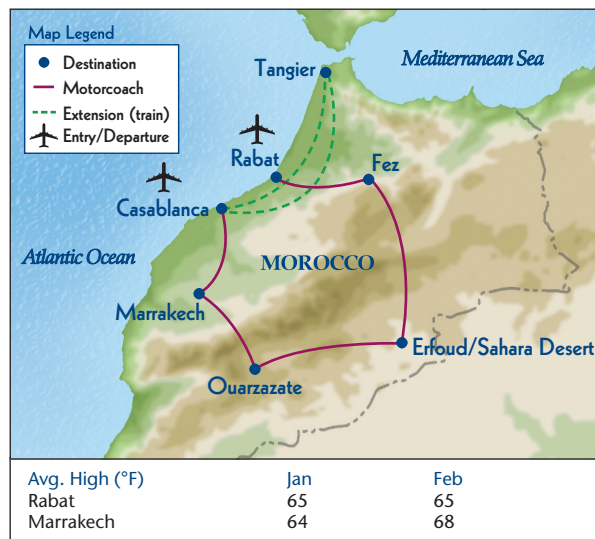 Map Legend
Destination
Motorcoach
Extension (train)
Entry/Departure
Tangier
Mediterranean Sea
Rabat
Fez
Casablanca
Atlantic Ocean
MOROCCO
Marrakech
Erfoud/Sahara Desert
Ouarzazate
Avg. High (°F) Jan Feb
Rabat 65 65
Marrakech 64 68